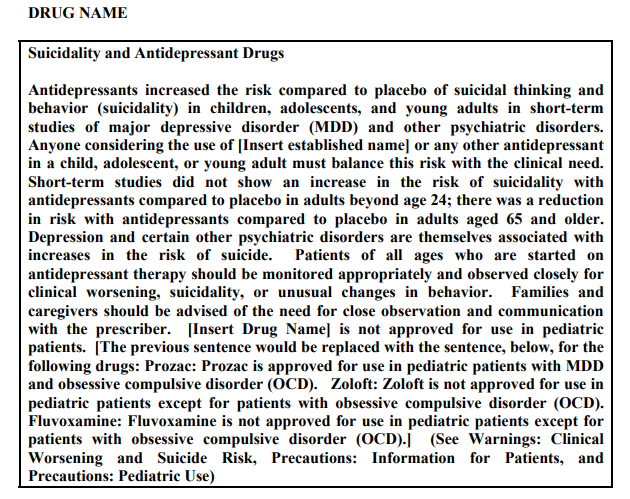 DRUG NAME
Suicidality and Antidepressant Drugs
Antidepressants increased the risk compared to placebo of suicidal thinking and
behavior (suicidality) in children, adolescents, and young adults in short-term
studies of major depressive disorder (MDD) and other psychiatric disorders.
Anyone considering the use of [Insert established name] or any other antidepressant
in a child, adolescent, or young adult must balance this risk with the clinical need.
Short-term studies did not show an increase in the risk of suicidality with
antidepressants compared to placebo in adults beyond age 24; there was a reduction
in risk with antidepressants compared to placebo in adults aged 65 and older.
Depression and certain other psychiatric disorders are themselves associated with
increases in the risk of suicide. Patients of all ages who are started on
antidepressant therapy should be monitored appropriately and observed closely for
clinical worsening, suicidality, or unusual changes in behavior. Families and
caregivers should be advised of the need for close observation and communication
with the prescriber. [Insert Drug Name] is not approved for use in pediatric
patients. [The previous sentence would be replaced with the sentence, below, for the
following drugs: Prozac: Prozac is approved for use in pediatric patients with MDD
and obsessive compulsive disorder (OCD). Zoloft: Zoloft is not approved for use in
pediatric patients except for patients with obsessive compulsive disorder (OCD).
Fluvoxamine: Fluvoxamine is not approved for use in pediatric patients except for
patients with obsessive compulsive disorder (OCD).] (See Warnings: Clinical
Worsening and Suicide Risk, Precautions: Information for Patients, and
Precautions: Pediatric Use)